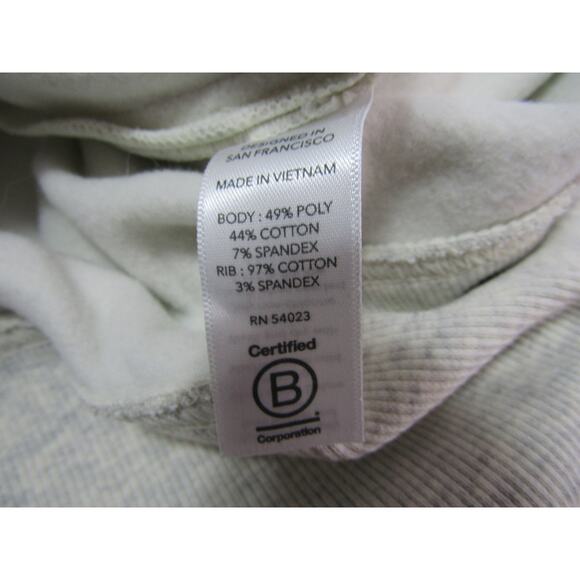 DESIGNED IN
SAN FRANCISCO
MADE IN VIETNAM
BODY : 49% POLY
44% COTTON
7% SPANDEX
RIB : 97% COTTON
3% SPANDEX
RN 54023
Certified
B
Corporation